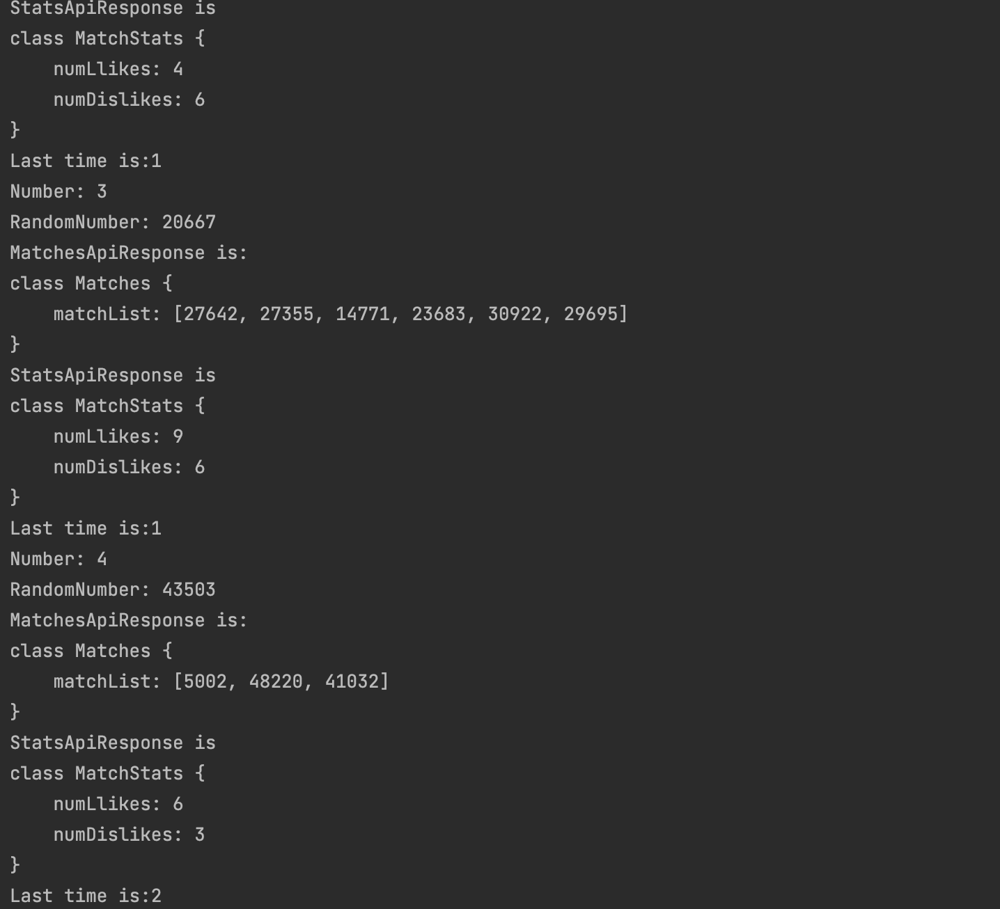 StatsApiResponse is
class MatchStats {
    numLlikes: 4
    numDislikes: 6
}
Last time is:1
Number: 3
RandomNumber: 20667
MatchesApiResponse is:
class Matches {
    matchList: [27642, 27355, 14771, 23683, 30922, 29695]
}
StatsApiResponse is
class MatchStats {
    numLlikes: 9
    numDislikes: 6
}
Last time is:1
Number: 4
RandomNumber: 43503
MatchesApiResponse is:
class Matches {
    matchList: [5002, 48220, 41032]
}
StatsApiResponse is
class MatchStats {
    numLlikes: 6
    numDislikes: 3
}
Last time is:2